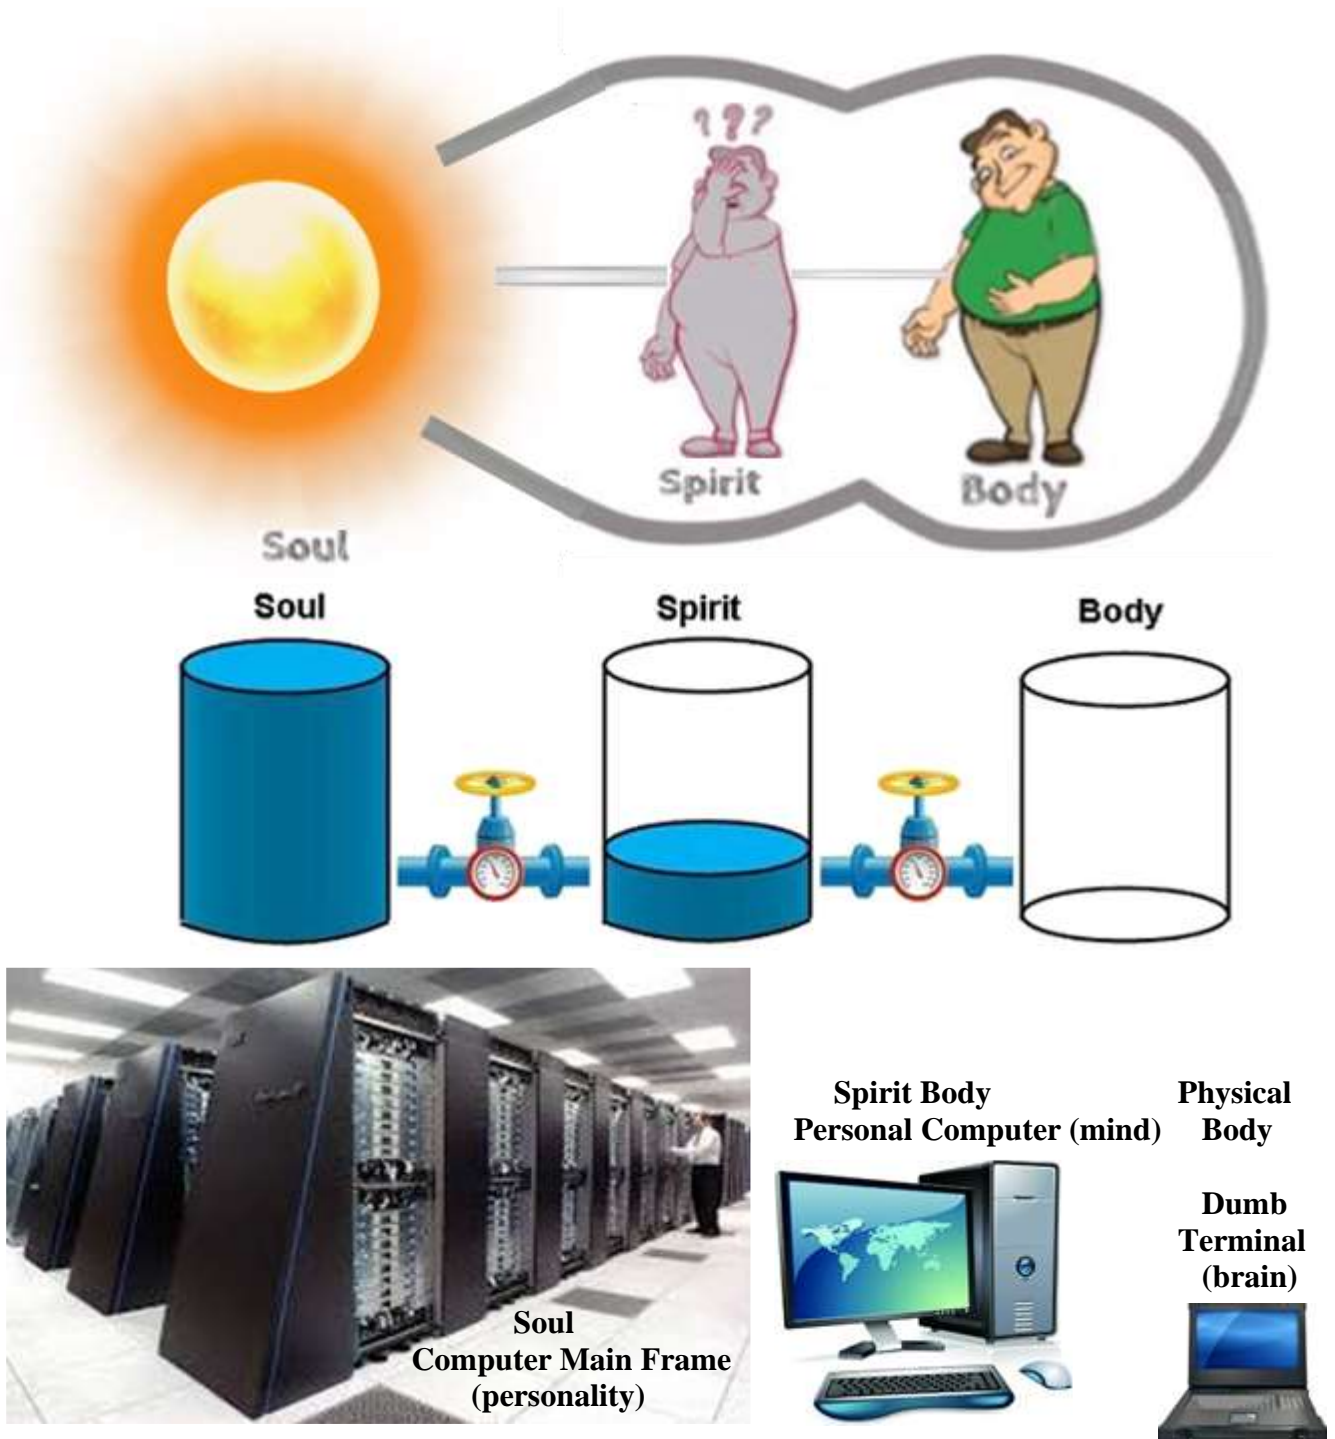 ? ? ?
Spirit
Body
Soul
Soul
Spirit
Body
Spirit Body
Personal Computer (mind)
Physical
Body
Dumb
Terminal
(brain)
Soul
Computer Main Frame
(personality)